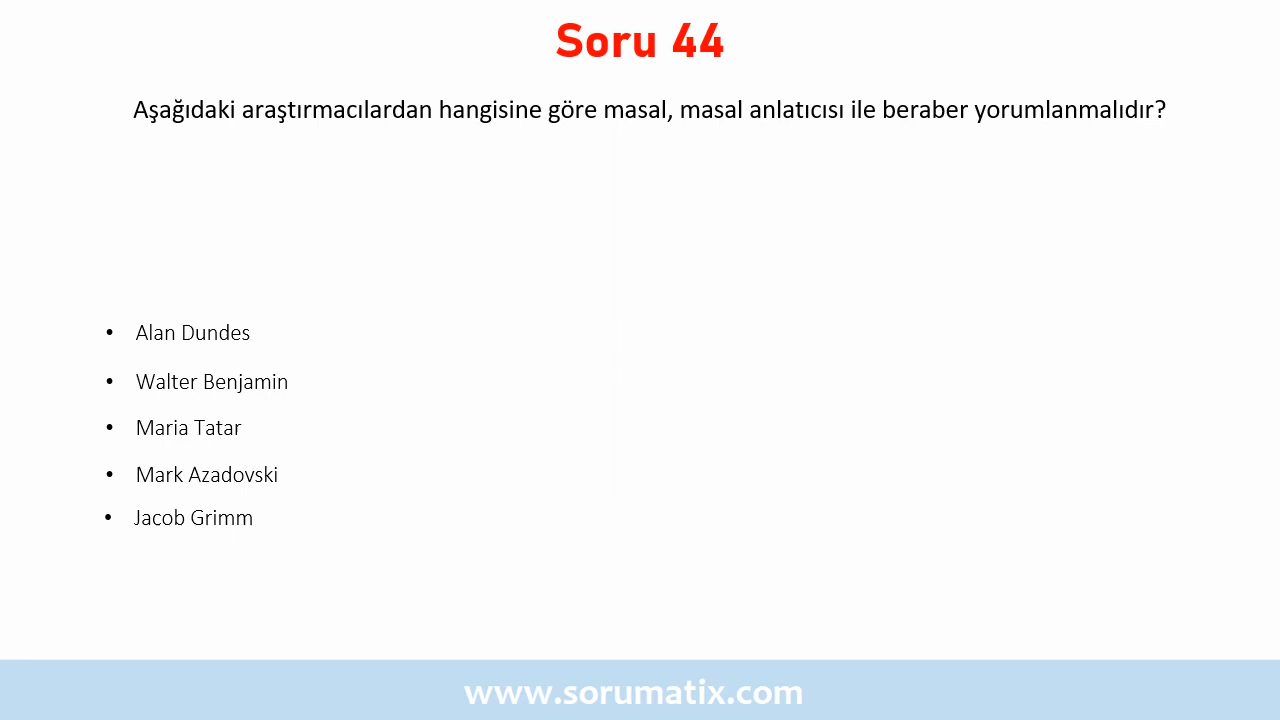 Soru 44
Aşağıdaki araştırmacılardan hangisine göre masal, masal anlatıcısı ile beraber yorumlanmalıdır?
• Alan Dundes
• Walter Benjamin
• Maria Tatar
• Mark Azadovski
• Jacob Grimm
www.sorumatix.com